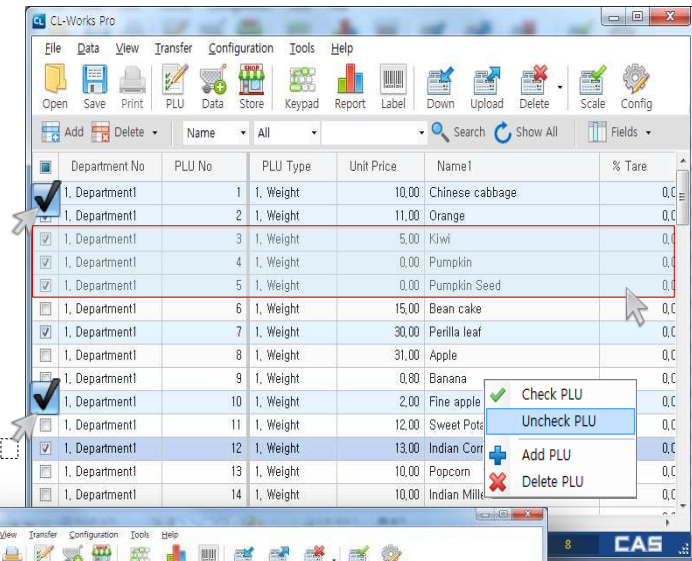 CL CL-Works Pro
File Data View Transfer Configuration Tools Help
Open Save Print PLU Data Store Keypad Report Label Down Upload Delete Scale Config
Add Delete Name All Search Show All Fields
Department No PLU No PLU Type Unit Price Name1 % Tare
1, Department1 1 1, Weight 10,00 Chinese cabbage 0,0
1, Department1 2 1, Weight 11,00 Orange 0,0
1, Department1 3 1, Weight 5,00 Kiwi 0,0
1, Department1 4 1, Weight 0,00 Pumpkin 0,0
1, Department1 5 1, Weight 0,00 Pumpkin Seed 0,0
1, Department1 6 1, Weight 15,00 Bean cake 0,0
1, Department1 7 1, Weight 30,00 Perilla leaf 0,0
1, Department1 8 1, Weight 31,00 Apple 0,0
1, Department1 9 1, Weight 0,80 Banana 0,0
1, Department1 10 1, Weight 2,00 Fine apple 0,0
1, Department1 11 1, Weight 12,00 Sweet Pota 0,0
1, Department1 12 1, Weight 13,00 Indian Corn 0,0
1, Department1 13 1, Weight 10,00 Popcorn 0,0
1, Department1 14 1, Weight 10,00 Indian Mille 0,0
Check PLU
Uncheck PLU
Add PLU
Delete PLU
View Transfer Configuration Tools Help
8 CAS